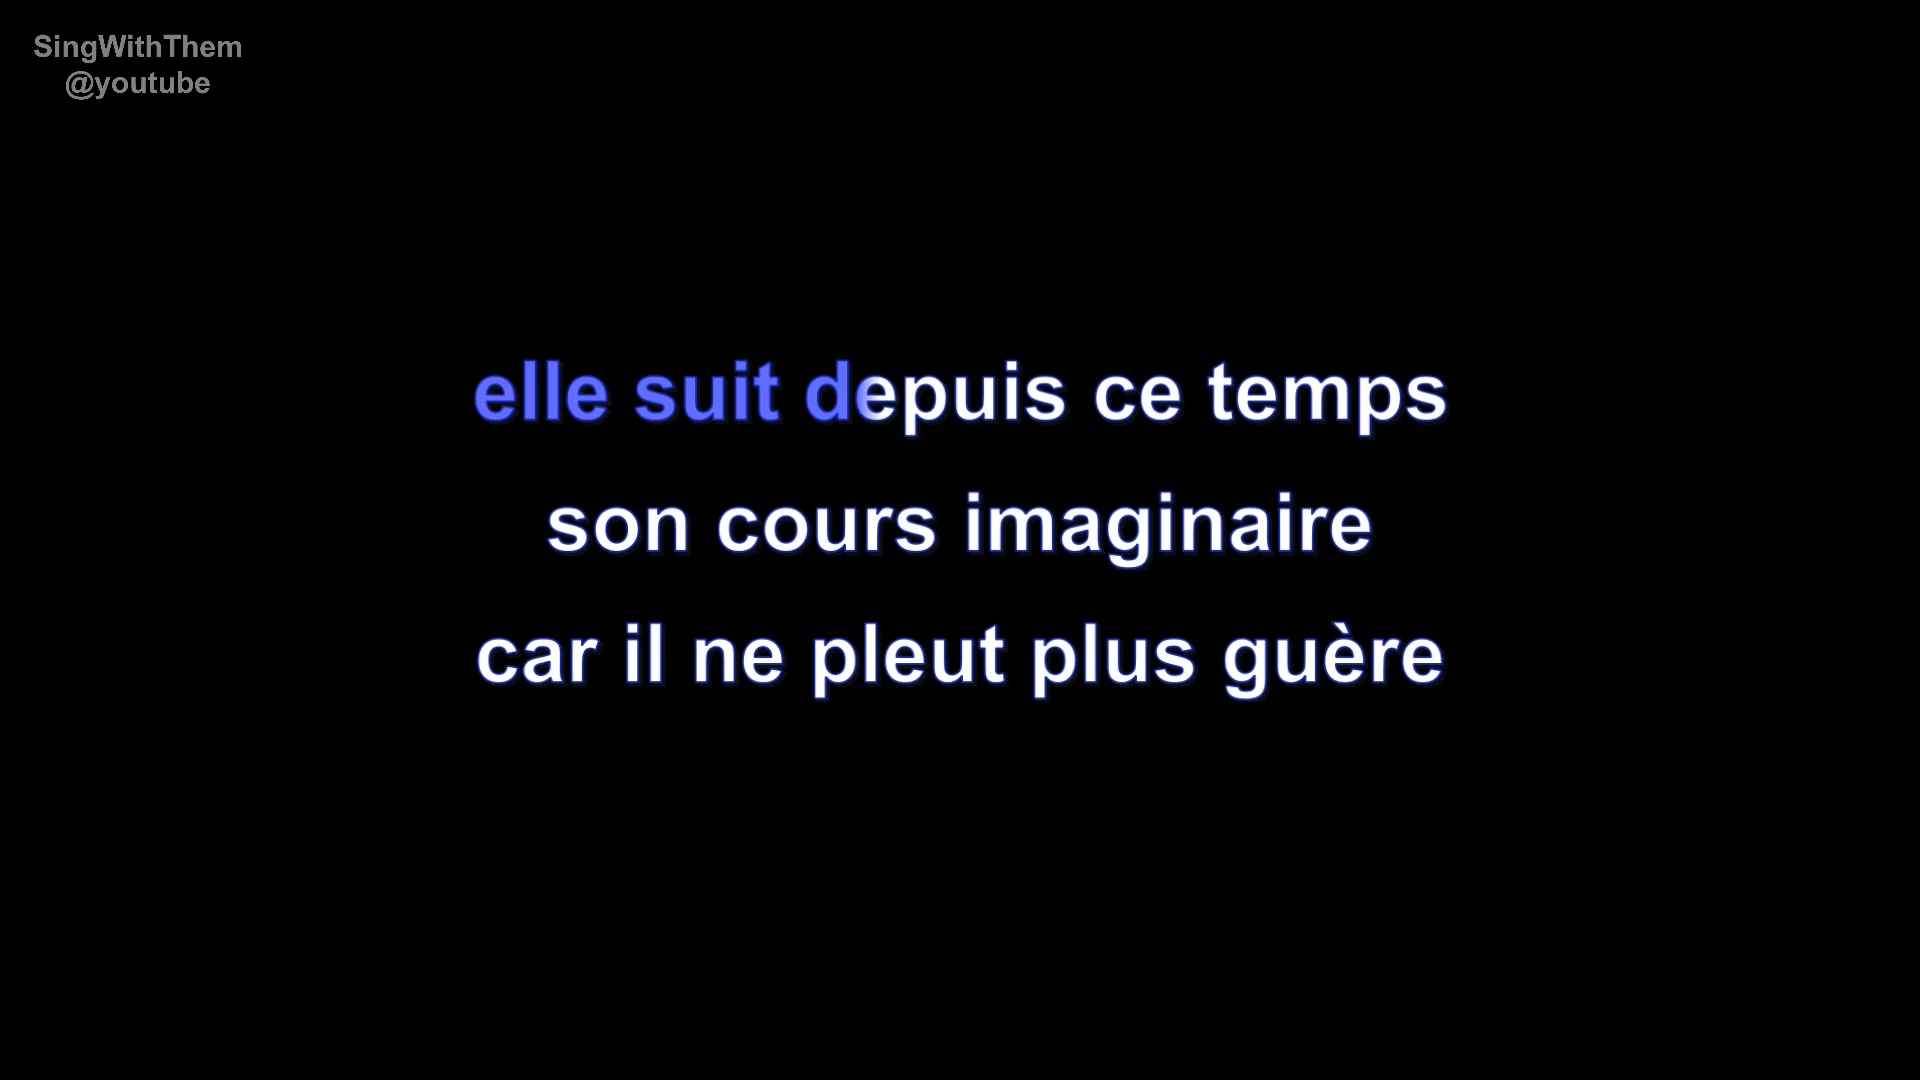 SingWithThem
@youtube
elle suit depuis ce temps
son cours imaginaire
car il ne pleut plus guère